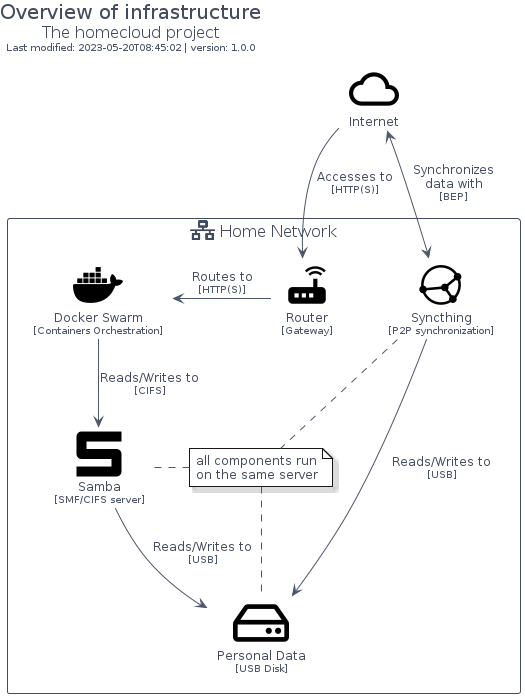 Overview of infrastructure
The homecloud project
Last modified: 2023-05-20T08:45:02 | version: 1.0.0
Internet
Accesses to
[HTTP(S)]
Synchronizes
data with
[BEP]
Home Network
Docker Swarm
[Containers Orchestration]
Routes to
[HTTP(S)]
Router
[Gateway]
Syncthing
[P2P synchronization]
Reads/Writes to
[CIFS]
Samba
[SMF/CIFS server]
all components run
on the same server
Reads/Writes to
[USB]
Reads/Writes to
[USB]
Personal Data
[USB Disk]